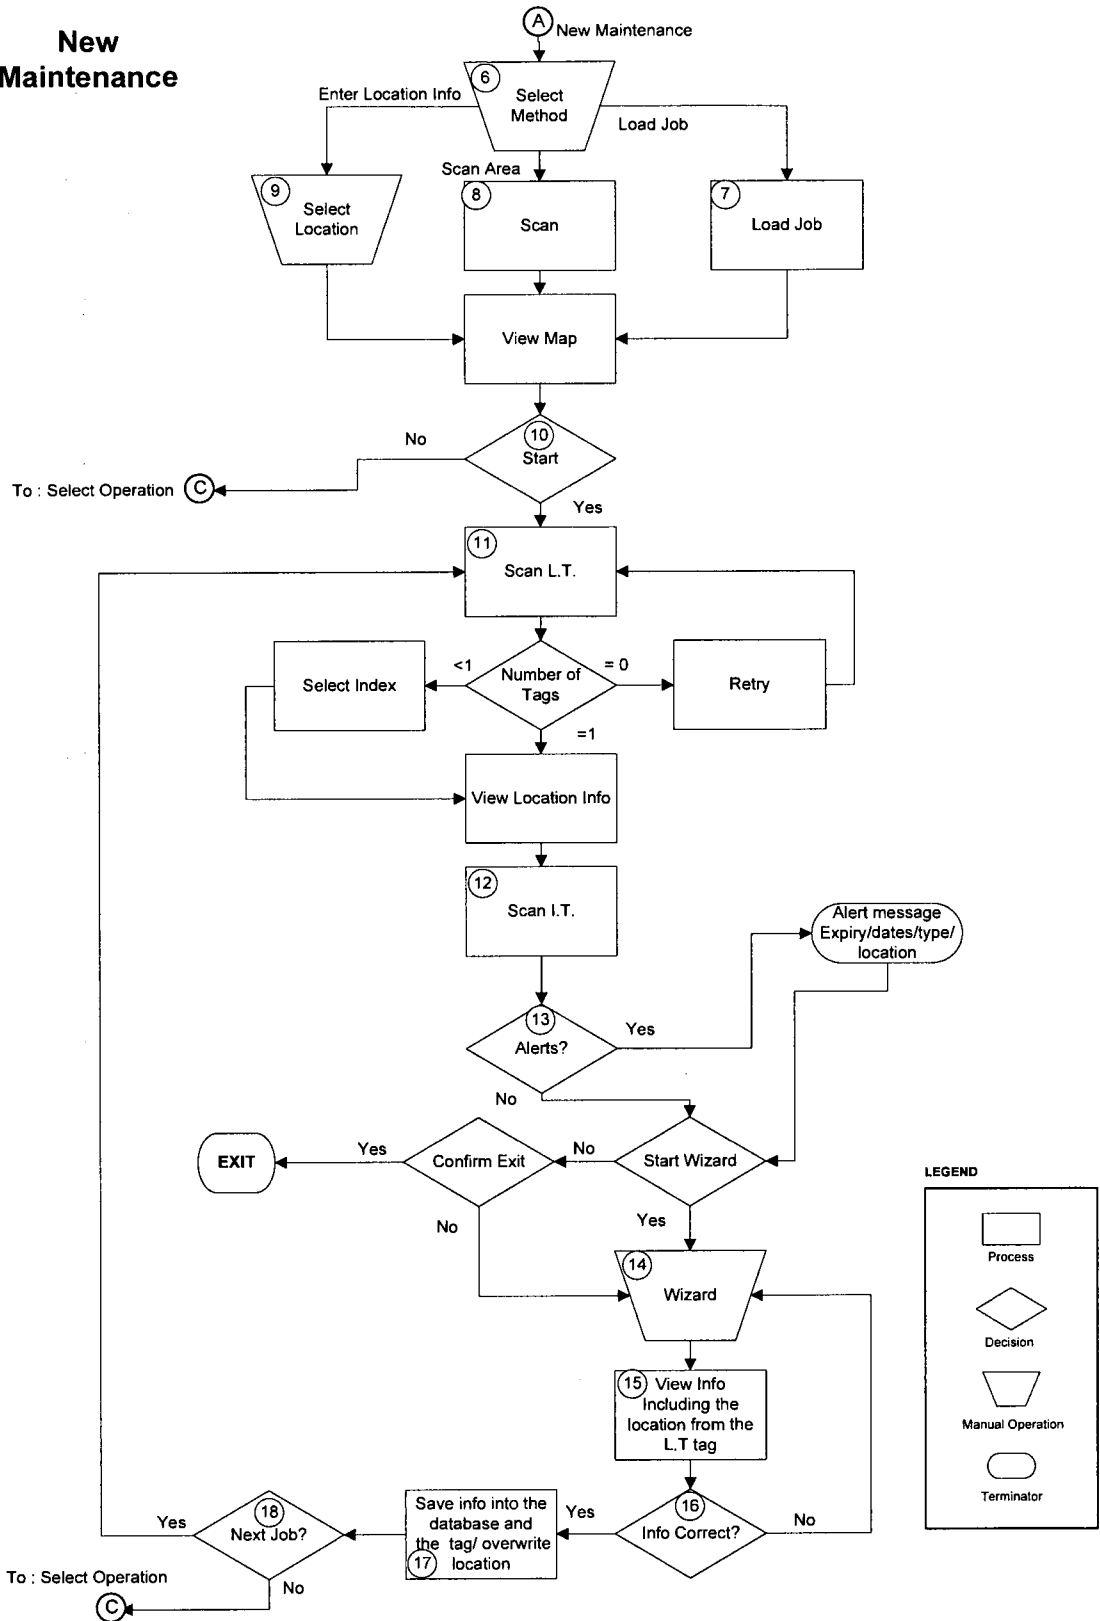 New
Maintenance
A
New Maintenance
6
Select
Method
Enter Location Info
Load Job
Scan Area
9
Select
Location
8
Scan
7
Load Job
View Map
10
Start
No
To : Select Operation
C
Yes
11
Scan L.T.
Select Index
<1
Number of
Tags
= 0
Retry
=1
View Location Info
12
Scan I.T.
Alert message
Expiry/dates/type/
location
13
Alerts?
Yes
No
EXIT
Yes
Confirm Exit
No
Start Wizard
No
Yes
14
Wizard
15
View Info
Including the
location from the
L.T tag
16
Info Correct?
No
Yes
Save info into the
database and
the tag/ overwrite
17
location
18
Next Job?
Yes
No
To : Select Operation
C
LEGEND
Process
Decision
Manual Operation
Terminator